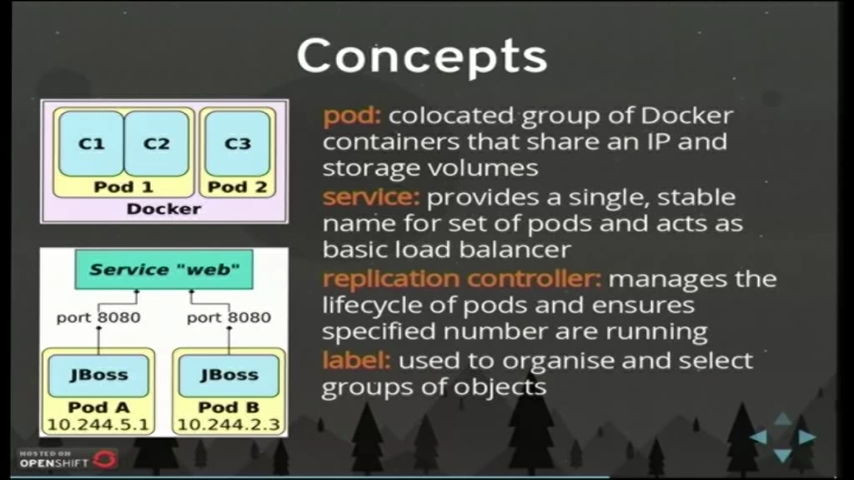 Concepts
C1 C2 C3
Pod 1 Pod 2
Docker
Service "web"
port 8080 port 8080
JBoss JBoss
Pod A Pod B
10.244.5.1 10.244.2.3
pod: colocated group of Docker
containers that share an IP and
storage volumes
service: provides a single, stable
name for set of pods and acts as
basic load balancer
replication controller: manages the
lifecycle of pods and ensures
specified number are running
label: used to organise and select
groups of objects
HOSTED ON
OPENSHIFT